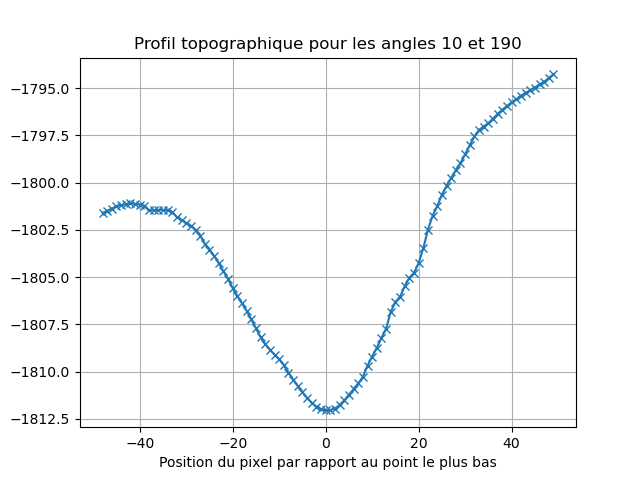 Profil topographique pour les angles 10 et 190
−1795.0
−1797.5
−1800.0
−1802.5
−1805.0
−1807.5
−1810.0
−1812.5
−40 −20 0 20 40
Position du pixel par rapport au point le plus bas